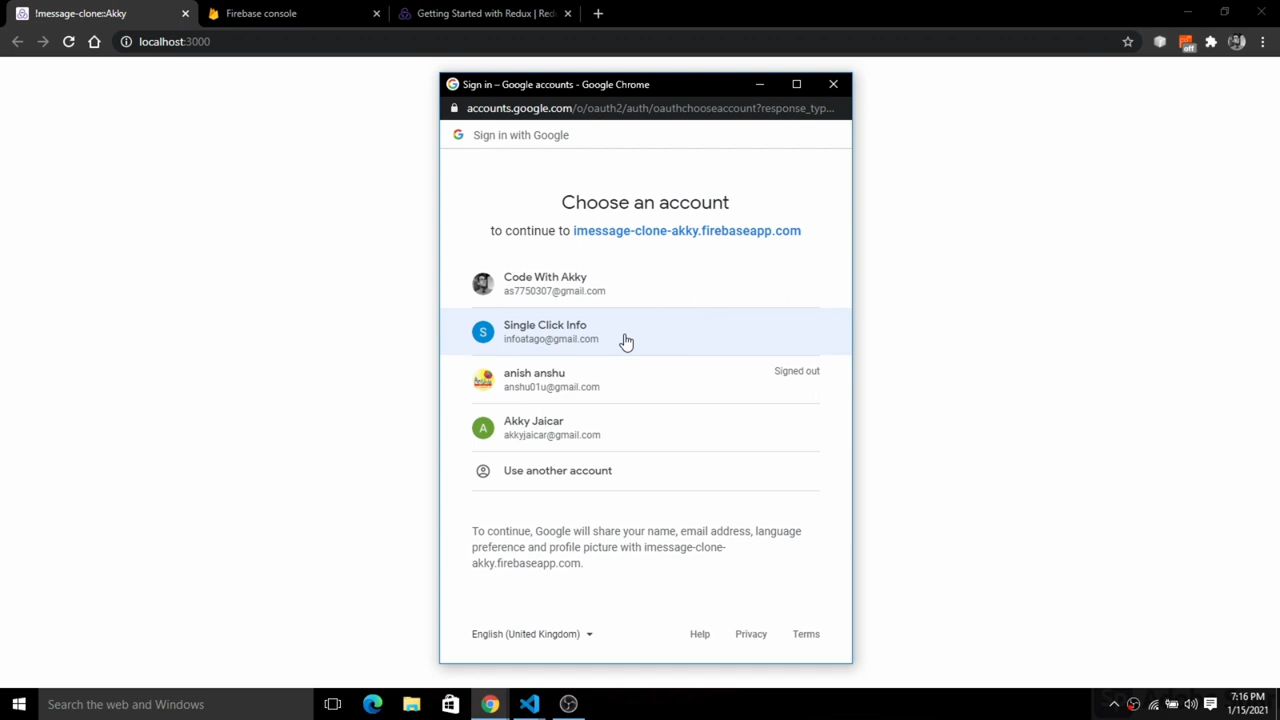 !message-clone::Akky
Firebase console
Getting Started with Redux | Red
localhost:3000
off
Sign in – Google accounts - Google Chrome
accounts.google.com/o/oauth2/auth/oauthchooseaccount?response_typ...
Sign in with Google
Choose an account
to continue to imessage-clone-akky.firebaseapp.com
Code With Akky
as7750307@gmail.com
S
Single Click Info
infoatago@gmail.com
anish anshu
Signed out
anshu01u@gmail.com
A
Akky Jaicar
akkyjaicar@gmail.com
Use another account
To continue, Google will share your name, email address, language
preference and profile picture with imessage-clone-
akky.firebaseapp.com.
English (United Kingdom)
Help
Privacy
Terms
Search the web and Windows
7:16 PM
1/15/2021